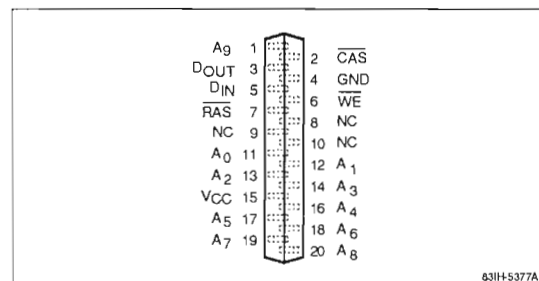 A9 1
2 CAS
DOUT 3
4 GND
DIN 5
6 WE
RAS 7
8 NC
NC 9
10 NC
A0 11
12 A1
A2 13
14 A3
VCC 15
16 A4
A5 17
18 A6
A7 19
20 A8
83IH-5377A